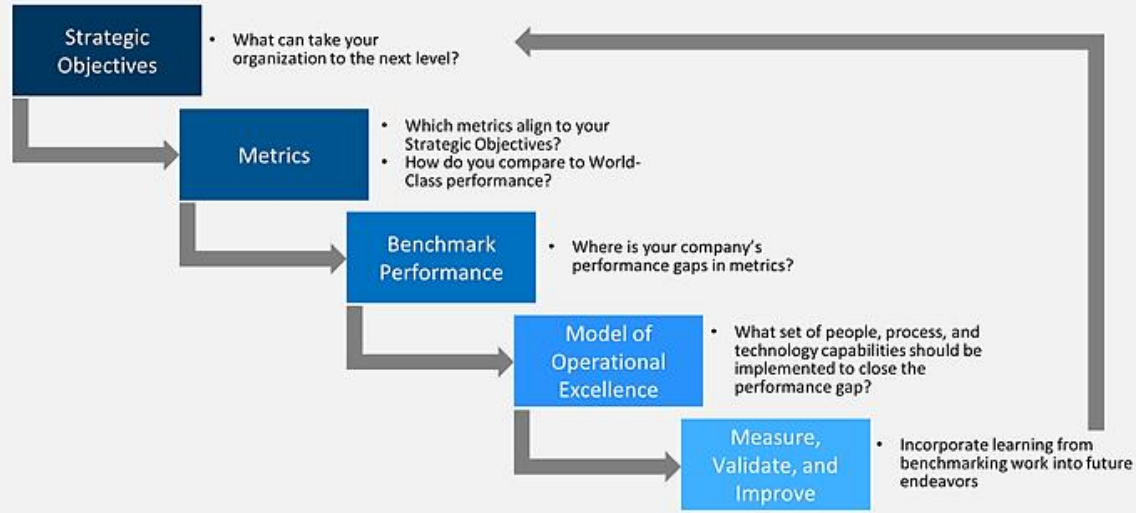 Strategic
Objectives
• What can take your
organization to the next level?
Metrics
• Which metrics align to your
Strategic Objectives?
• How do you compare to World-
Class performance?
Benchmark
Performance
• Where is your company's
performance gaps in metrics?
Model of
Operational
Excellence
• What set of people, process, and
technology capabilities should be
implemented to close the
performance gap?
Measure,
Validate, and
Improve
• Incorporate learning from
benchmarking work into future
endeavors